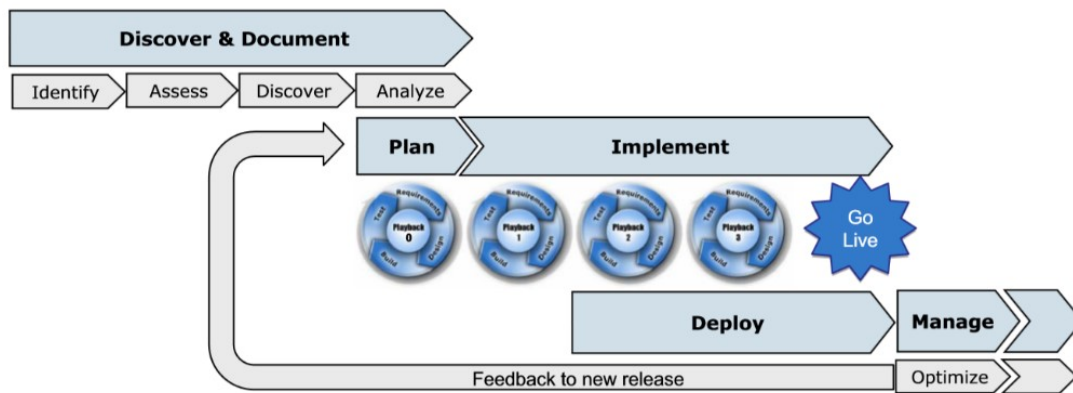 Discover & Document
Identify
Assess
Discover
Analyze
Plan
Implement
Requirements
Design
Build
Test
Playback
0
Requirements
Design
Build
Test
Playback
1
Requirements
Design
Build
Test
Playback
2
Requirements
Design
Build
Test
Playback
3
Go
Live
Deploy
Manage
Feedback to new release
Optimize